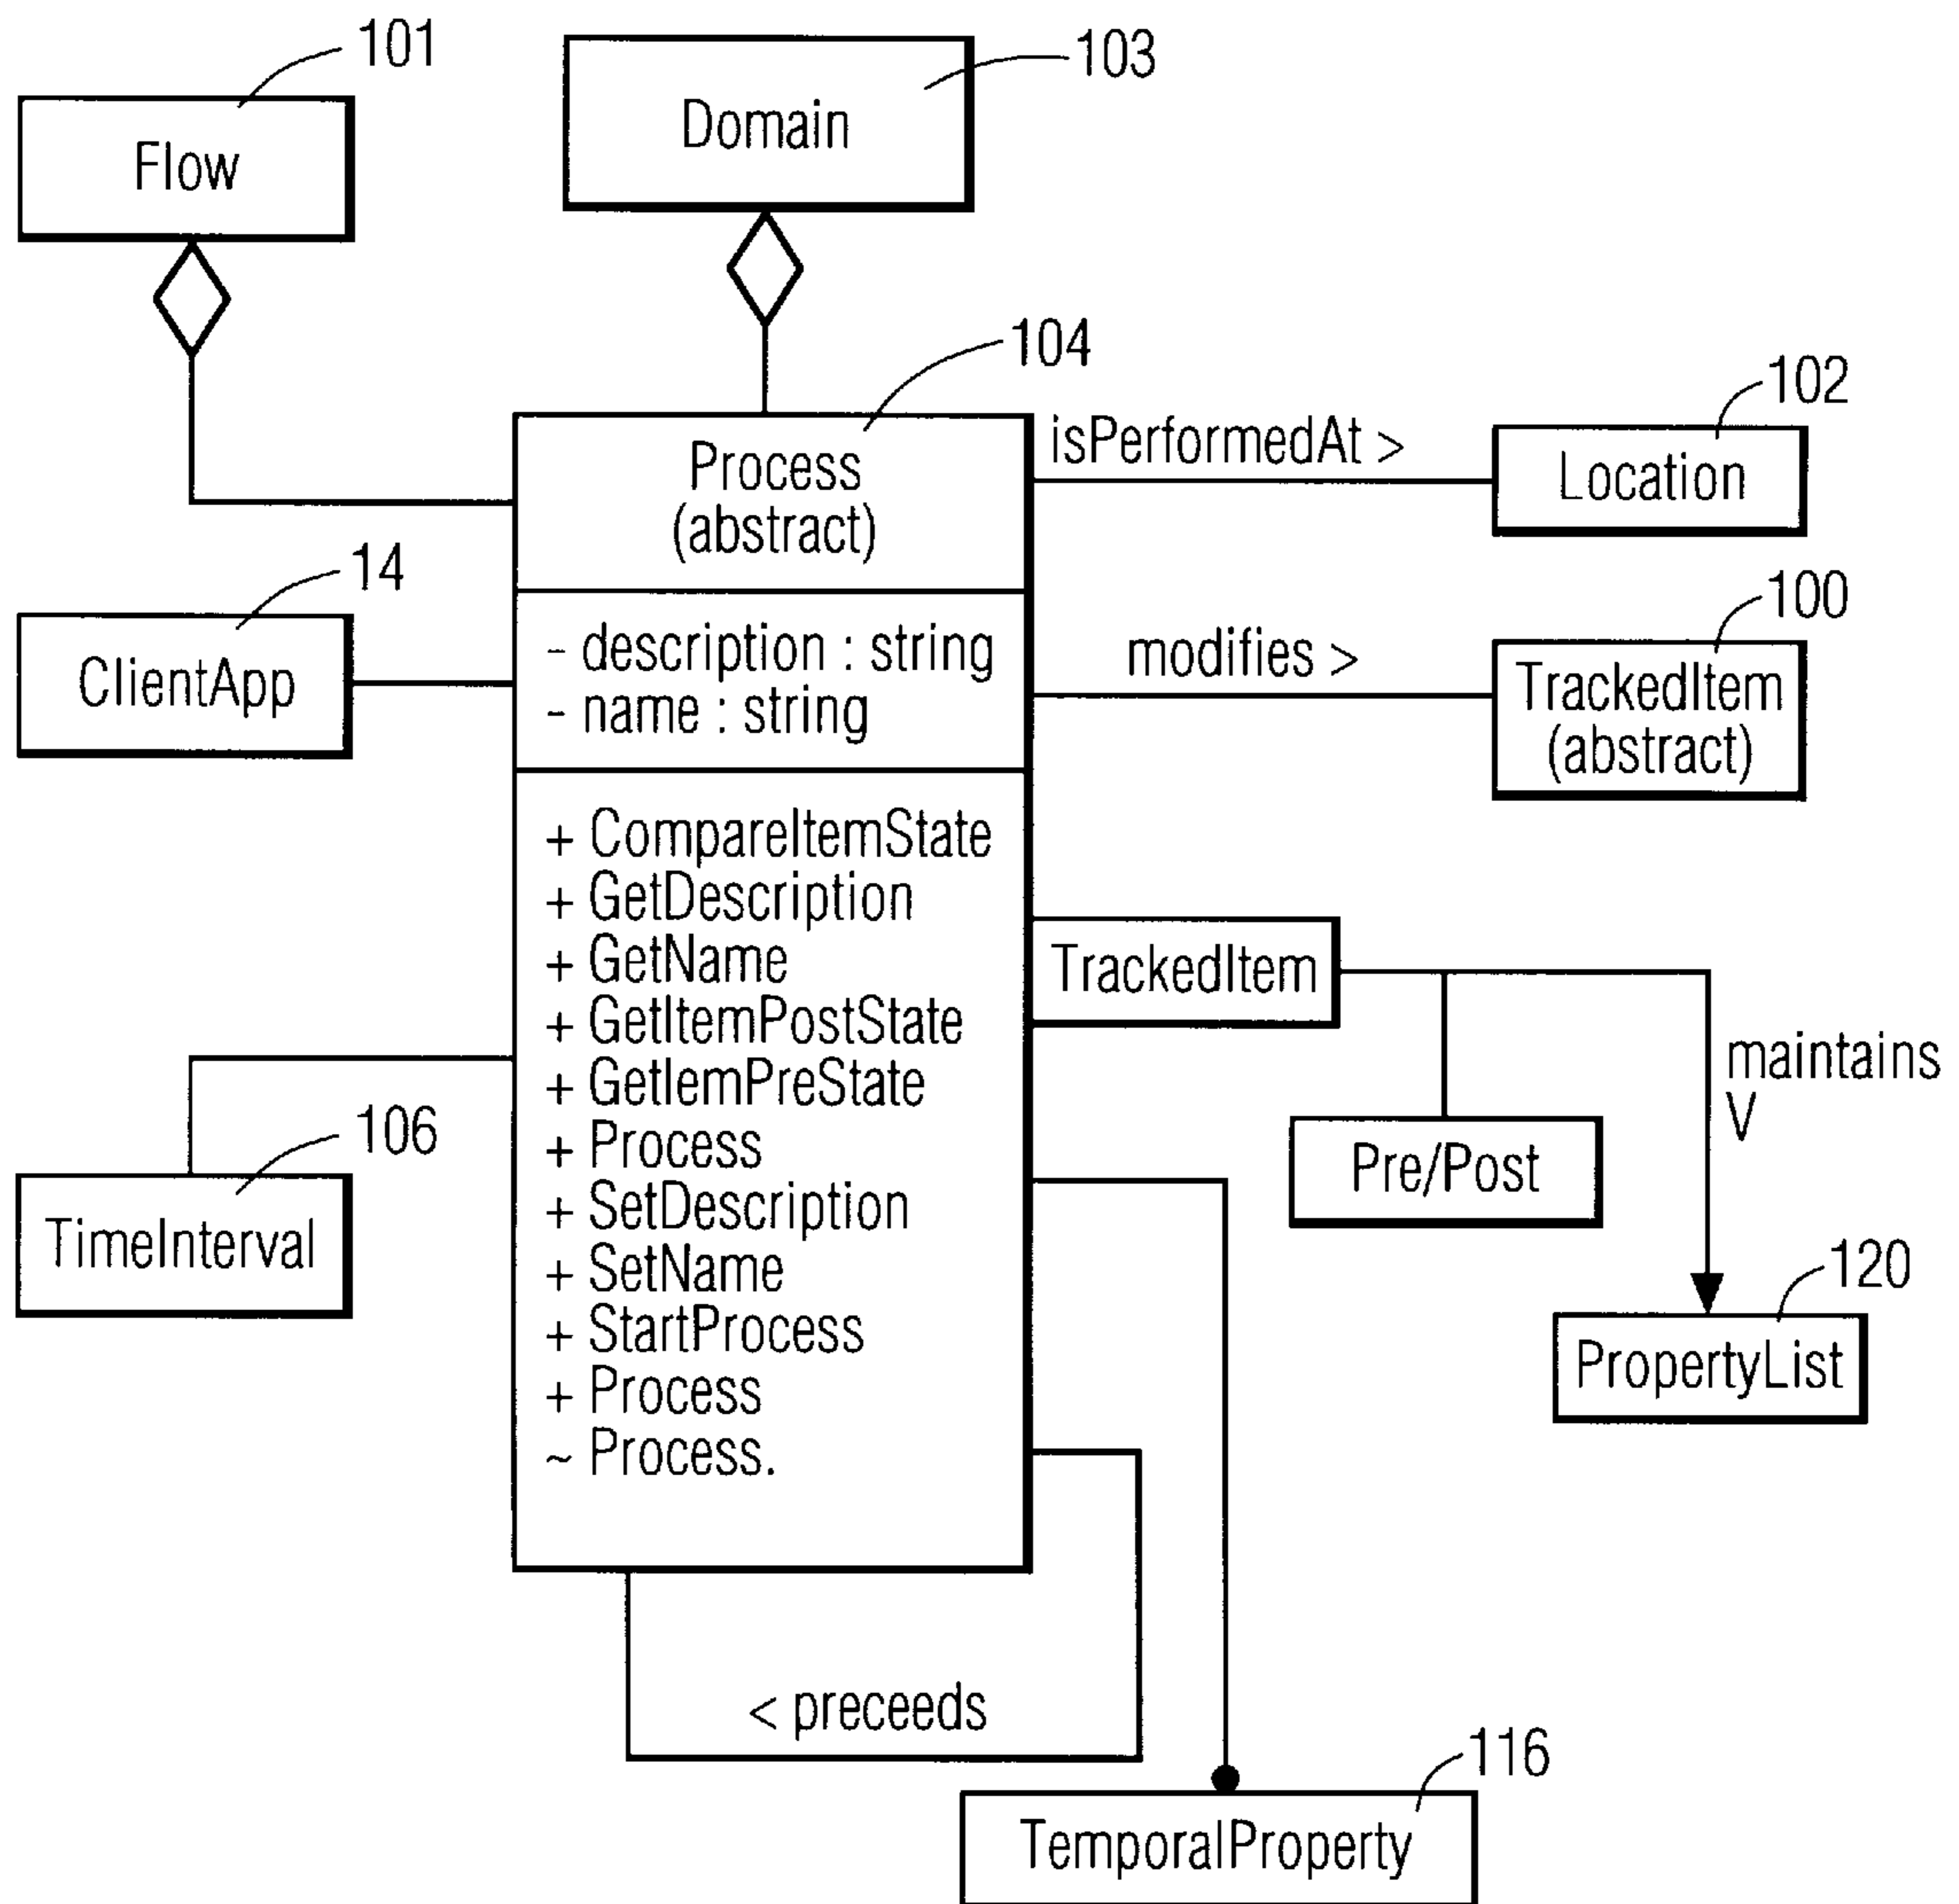 101
103
Flow
Domain
104
102
isPerformedAt >
Process
(abstract)
Location
14
100
ClientApp
- description : string
- name : string
modifies >
TrackedItem
(abstract)
+ CompareItemState
+ GetDescription
+ GetName
+ GetItemPostState
+ GetIemPreState
+ Process
+ SetDescription
+ SetName
+ StartProcess
+ Process
~ Process.
TrackedItem
maintains
V
106
Pre/Post
TimeInterval
120
PropertyList
< preceeds
116
TemporalProperty